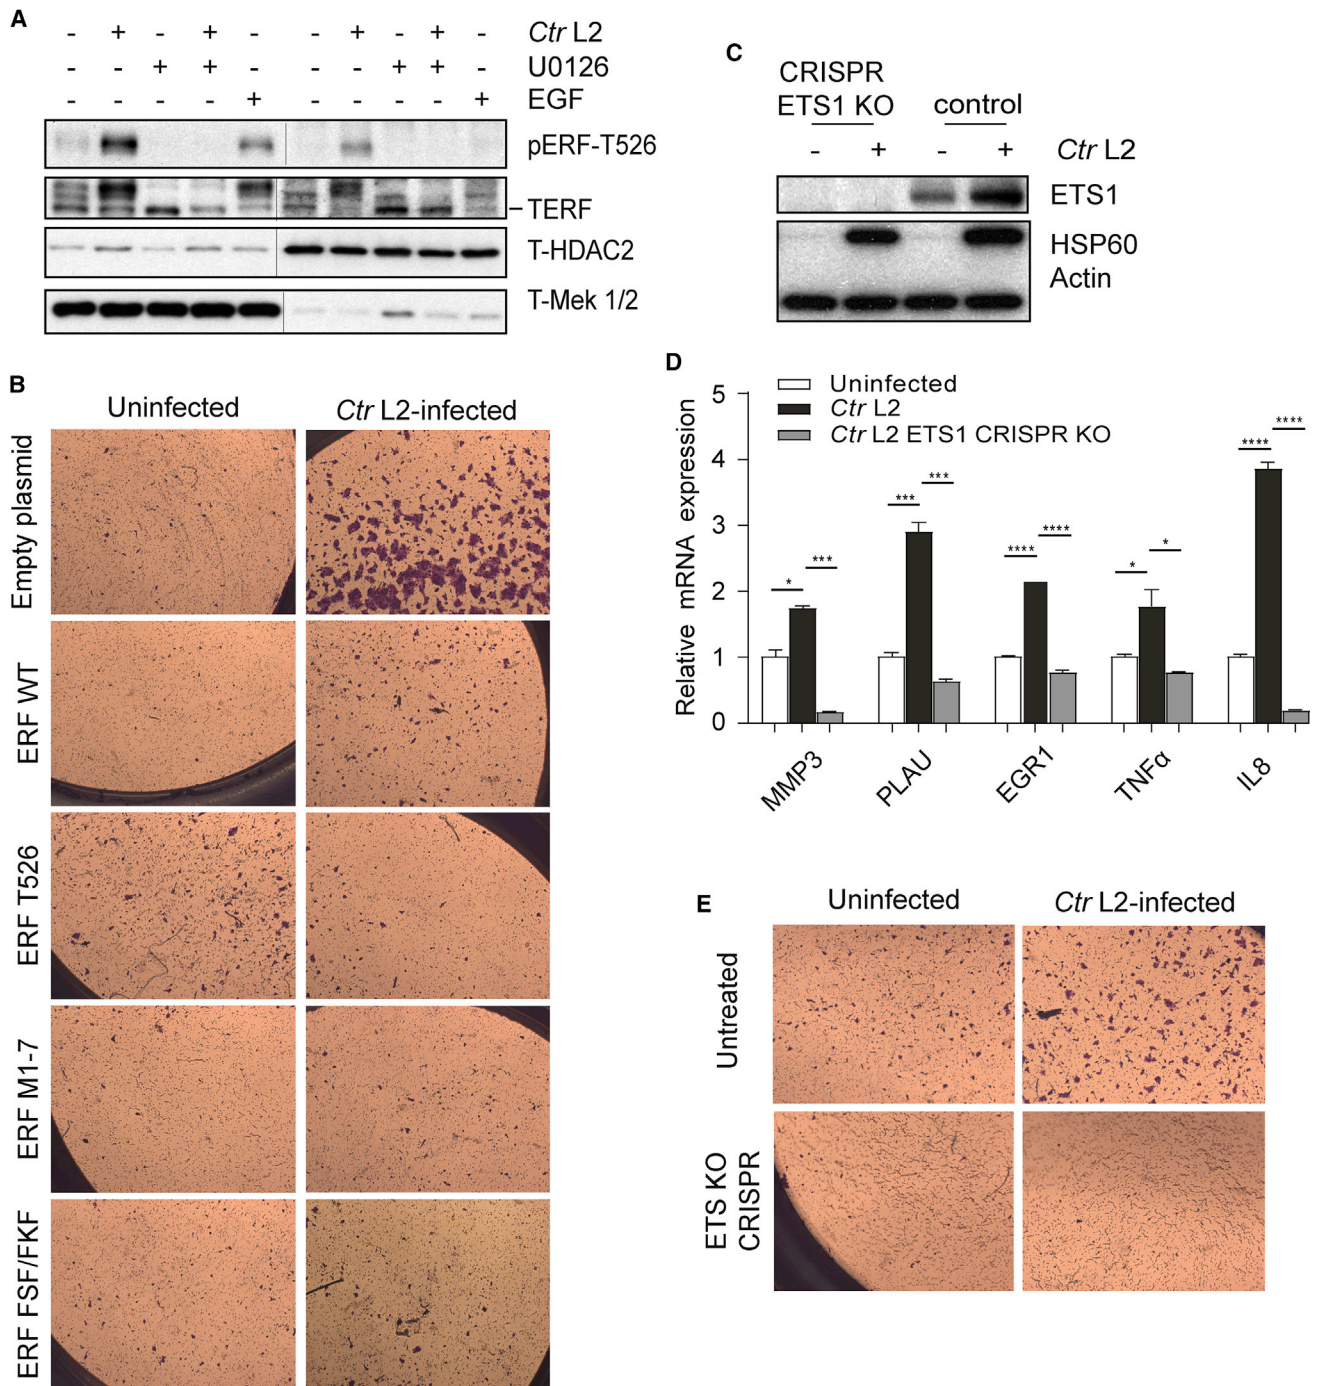 A
- + - + - - + - + - Ctr L2
- - + + - - - + + - U0126
- - - - + - - - - + EGF
pERF-T526
TERF
T-HDAC2
T-Mek 1/2
B
Uninfected
Ctr L2-infected
Empty plasmid
ERF WT
ERF T526
ERF M1-7
ERF FSF/FKF
C
CRISPR
ETS1 KO control
- + - + Ctr L2
ETS1
HSP60
Actin
D
Uninfected
Ctr L2
Ctr L2 ETS1 CRISPR KO
Relative mRNA expression
5
4
3
2
1
0
* ***
*** ***
**** ****
* *
**** ****
MMP3
PLAU
EGR1
TNFα
IL8
E
Uninfected
Ctr L2-infected
Untreated
ETS KO
CRISPR